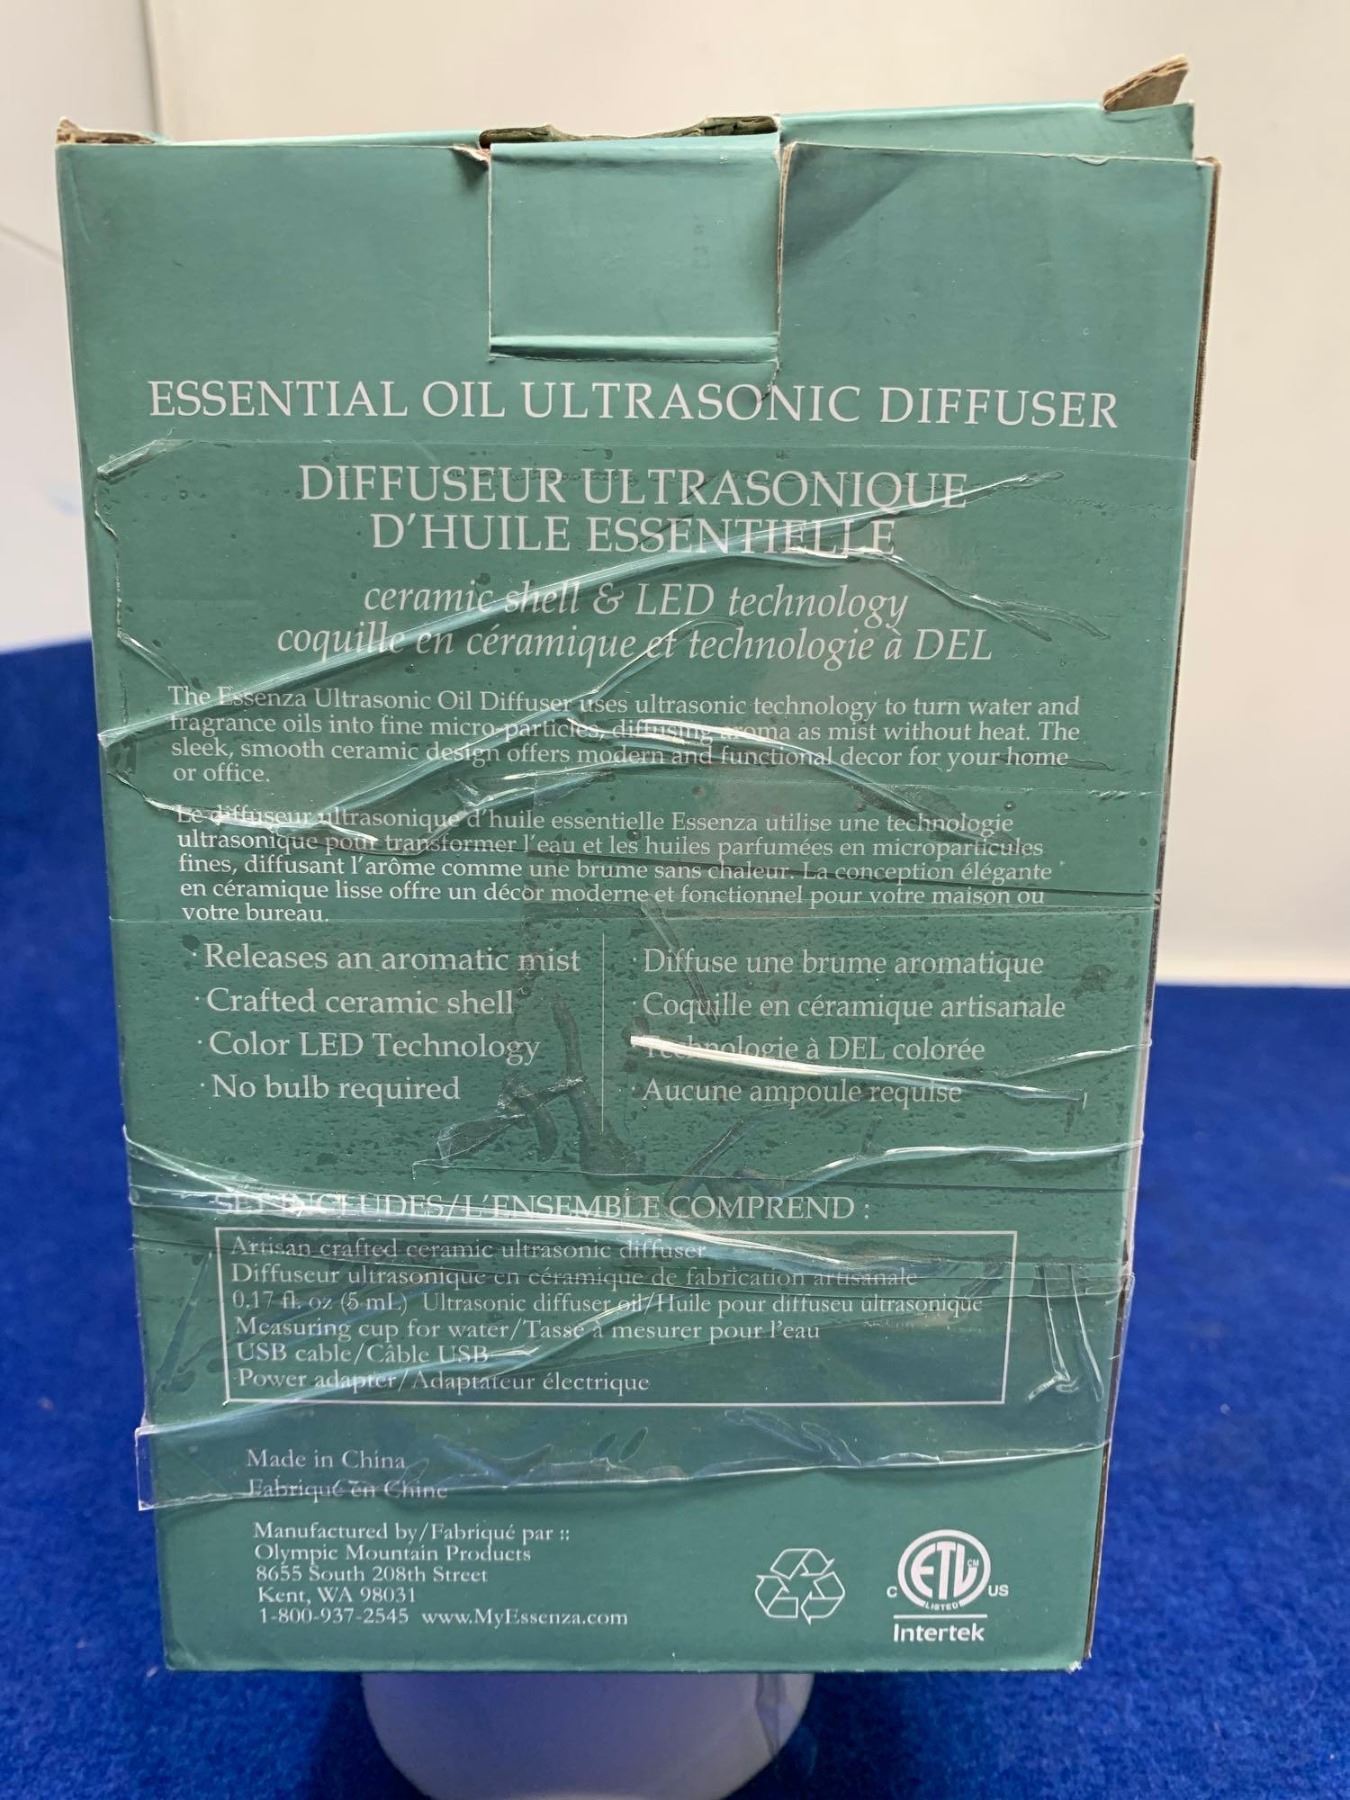 ESSENTIAL OIL ULTRASONIC DIFFUSER
DIFFUSEUR ULTRASONIQUE
D'HUILE ESSENTIELLE
ceramic shell & LED technology
coquille en céramique et technologie à DEL
The Essenza Ultrasonic Oil Diffuser uses ultrasonic technology to turn water and
fragrance oils into fine micro-particles, diffusing aroma as mist without heat. The
sleek, smooth ceramic design offers modern and functional decor for your home
or office.
Le diffuseur ultrasonique d'huile essentielle Essenza utilise une technologie
ultrasonique pour transformer l'eau et les huiles parfumées en microparticules
fines, diffusant l'arôme comme une brume sans chaleur. La conception élégante
en céramique lisse offre un décor moderne et fonctionnel pour votre maison ou
votre bureau.
· Releases an aromatic mist
· Crafted ceramic shell
· Color LED Technology
· No bulb required
· Diffuse une brume aromatique
· Coquille en céramique artisanale
· Technologie à DEL colorée
· Aucune ampoule requise
SET INCLUDES/L'ENSEMBLE COMPREND :
Artisan crafted ceramic ultrasonic diffuser
Diffuseur ultrasonique en céramique de fabrication artisanale
0.17 fl. oz (5 mL) Ultrasonic diffuser oil/Huile pour diffuseu ultrasonique
Measuring cup for water/Tasse à mesurer pour l'eau
USB cable/Câble USB
Power adapter/Adaptateur électrique
Made in China
Fabriqué en Chine
Manufactured by/Fabriqué par ::
Olympic Mountain Products
8655 South 208th Street
Kent, WA 98031
1-800-937-2545 www.MyEssenza.com
ETL CM
C US
LISTED
Intertek